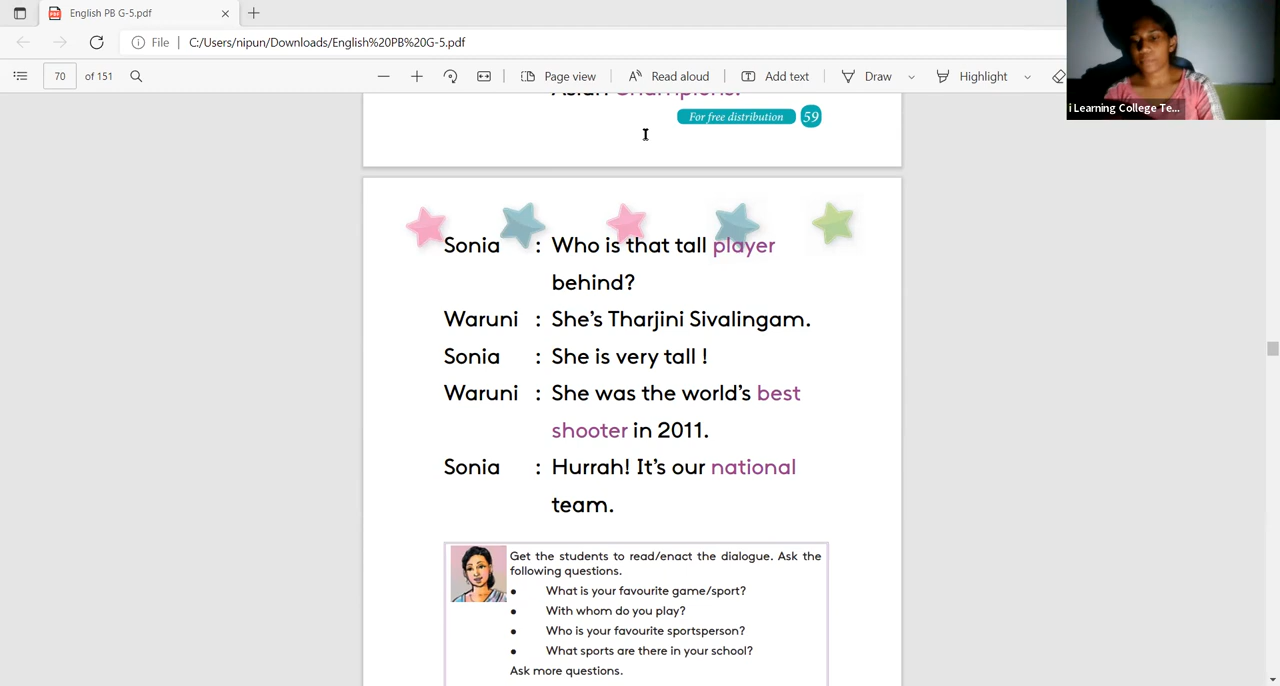 English PB G-5.pdf
File | C:/Users/nipun/Downloads/English%20PB%20G-5.pdf
70 of 151 Page view Read aloud Add text Draw Highlight
i Learning College Te...
Asian Champions.
For free distribution 59
Sonia : Who is that tall player
behind?
Waruni : She's Tharjini Sivalingam.
Sonia : She is very tall !
Waruni : She was the world's best
shooter in 2011.
Sonia : Hurrah! It's our national
team.
Get the students to read/enact the dialogue. Ask the
following questions.
• What is your favourite game/sport?
• With whom do you play?
• Who is your favourite sportsperson?
• What sports are there in your school?
Ask more questions.